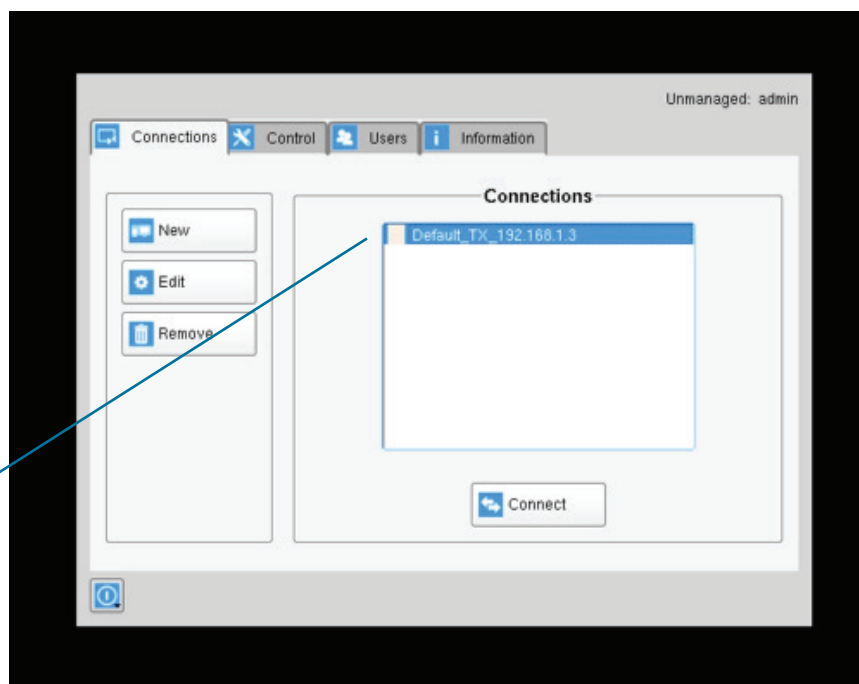 Unmanaged: admin
Connections Control Users Information
Connections
New
Edit
Remove
Default_TX_192.168.1.3
Connect